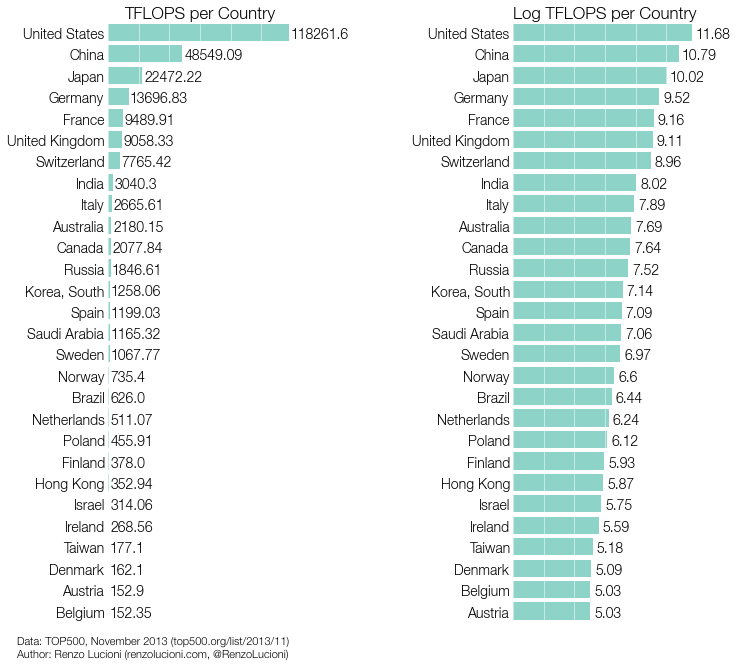 TFLOPS per Country
United States 118261.6
China 48549.09
Japan 22472.22
Germany 13696.83
France 9489.91
United Kingdom 9058.33
Switzerland 7765.42
India 3040.3
Italy 2665.61
Australia 2180.15
Canada 2077.84
Russia 1846.61
Korea, South 1258.06
Spain 1199.03
Saudi Arabia 1165.32
Sweden 1067.77
Norway 735.4
Brazil 626.0
Netherlands 511.07
Poland 455.91
Finland 378.0
Hong Kong 352.94
Israel 314.06
Ireland 268.56
Taiwan 177.1
Denmark 162.1
Austria 152.9
Belgium 152.35
Log TFLOPS per Country
United States 11.68
China 10.79
Japan 10.02
Germany 9.52
France 9.16
United Kingdom 9.11
Switzerland 8.96
India 8.02
Italy 7.89
Australia 7.69
Canada 7.64
Russia 7.52
Korea, South 7.14
Spain 7.09
Saudi Arabia 7.06
Sweden 6.97
Norway 6.6
Brazil 6.44
Netherlands 6.24
Poland 6.12
Finland 5.93
Hong Kong 5.87
Israel 5.75
Ireland 5.59
Taiwan 5.18
Denmark 5.09
Belgium 5.03
Austria 5.03
Data: TOP500, November 2013 (top500.org/list/2013/11)
Author: Renzo Lucioni (renzolucioni.com, @RenzoLucioni)